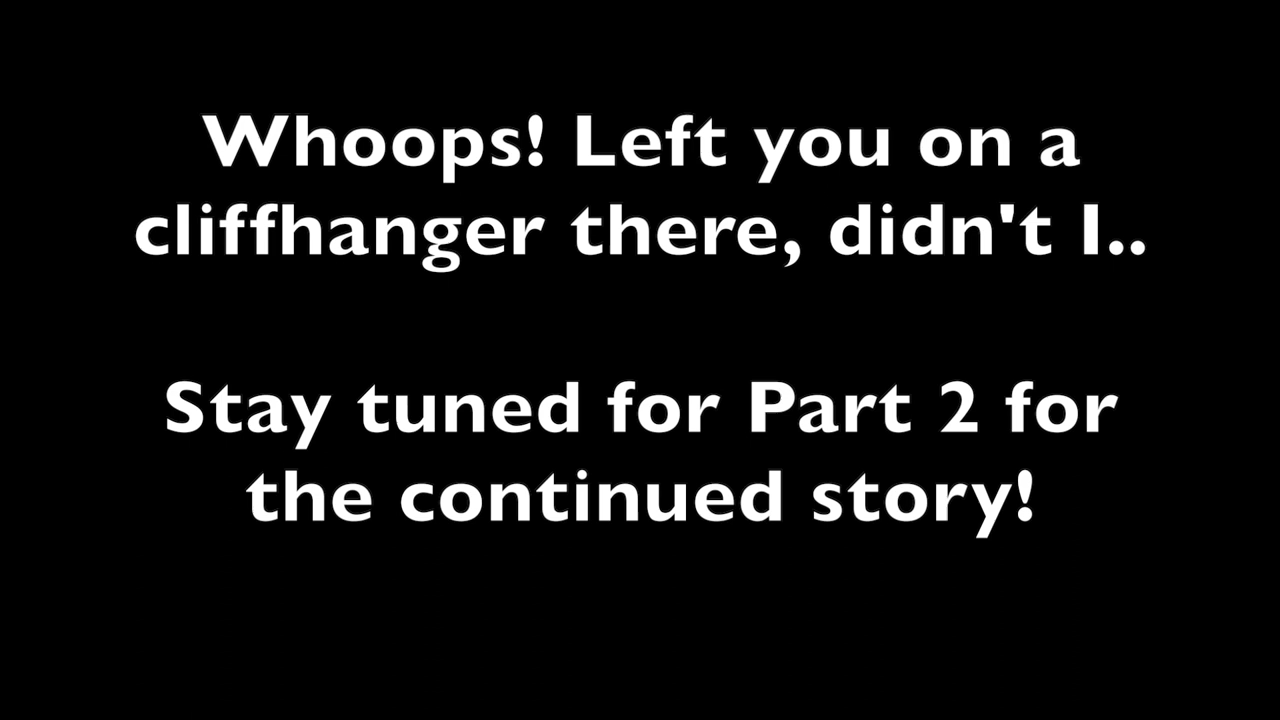 Whoops! Left you on a
cliffhanger there, didn't I..
Stay tuned for Part 2 for
the continued story!